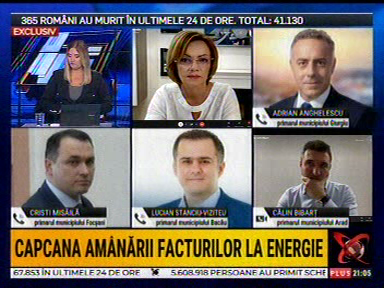 385 ROMÂNI AU MURIT ÎN ULTIMELE 24 DE ORE. TOTAL: 41.130
EXCLUSIV
ADRIAN ANGHELESCU
primarul municipiului Giurgiu
CRISTI MISĂILĂ
primarul municipiului Focșani
LUCIAN STANCIU-VIZITEU
primarul municipiului Bacău
CĂLIN BIBARȚ
primarul municipiului Arad
CAPCANA AMÂNĂRII FACTURILOR LA ENERGIE
67.853 ÎN ULTIMELE 24 DE ORE
5.608.918 PERSOANE AU PRIMIT SCHE
PLUS
21:05